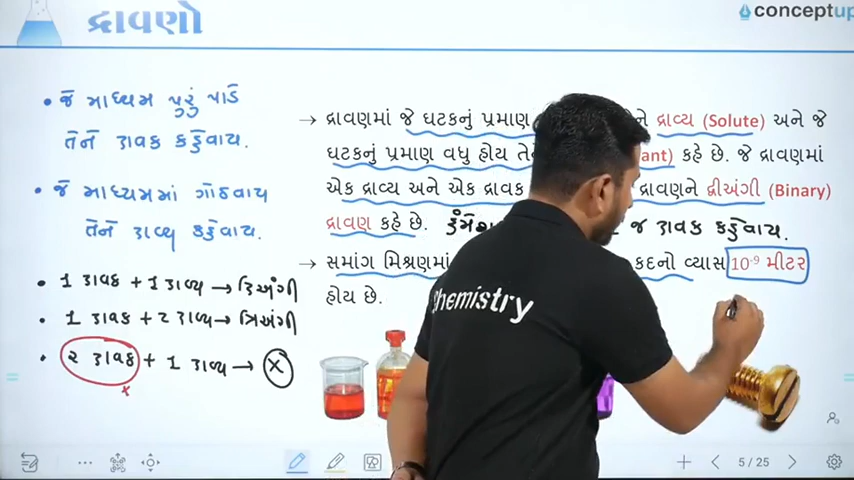 દ્રાવણો
conceptup
• જે માધ્યમ પુરું પાડે
તેને દ્રાવક કહેવાય.
• જે માધ્યમમાં ગોઠવાય
તેને દ્રાવ્ય કહેવાય.
• 1 દ્રાવક + 1 દ્રાવ્ય → દ્વિઅંગી
• 1 દ્રાવક + 2 દ્રાવ્ય → ત્રિઅંગી
• 2 દ્રાવક + 1 દ્રાવ્ય → X
x
→ દ્રાવણમાં જે ઘટકનું પ્રમાણ ને દ્રાવ્ય (Solute) અને જે
ઘટકનું પ્રમાણ વધુ હોય તે ant) કહે છે. જે દ્રાવણમાં
એક દ્રાવ્ય અને એક દ્રાવક દ્રાવણને દ્વીઅંગી (Binary)
દ્રાવણ કહે છે. જ દ્રાવક કહેવાય.
→ સમાંગ મિશ્રણમાં કદનો વ્યાસ 10⁻⁹ મીટર
હોય છે.
Chemistry
5 / 25